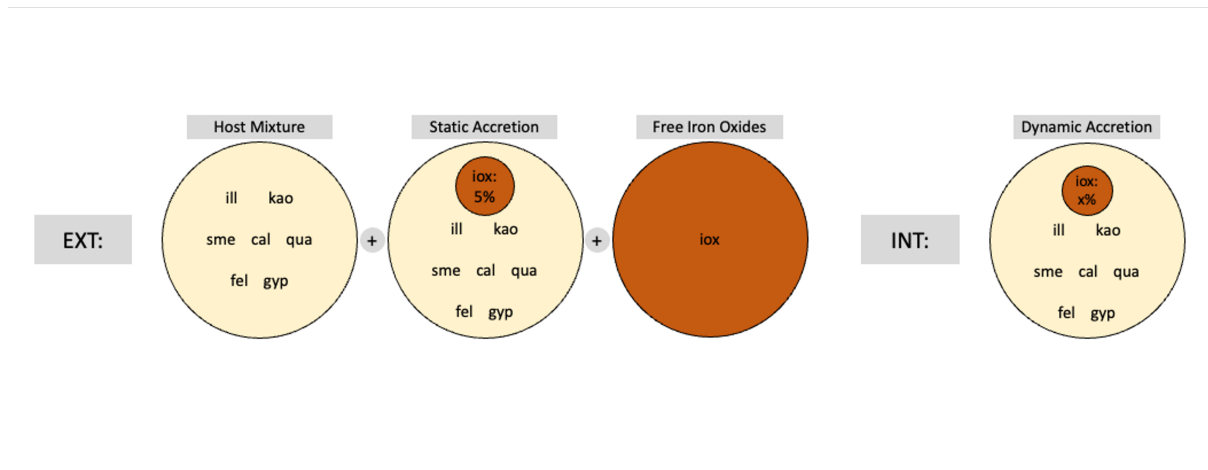 Host Mixture
Static Accretion
Free Iron Oxides
Dynamic Accretion
EXT:
ill kao
sme cal qua
fel gyp
+
iox:
5%
ill kao
sme cal qua
fel gyp
+
iox
INT:
iox:
x%
ill kao
sme cal qua
fel gyp